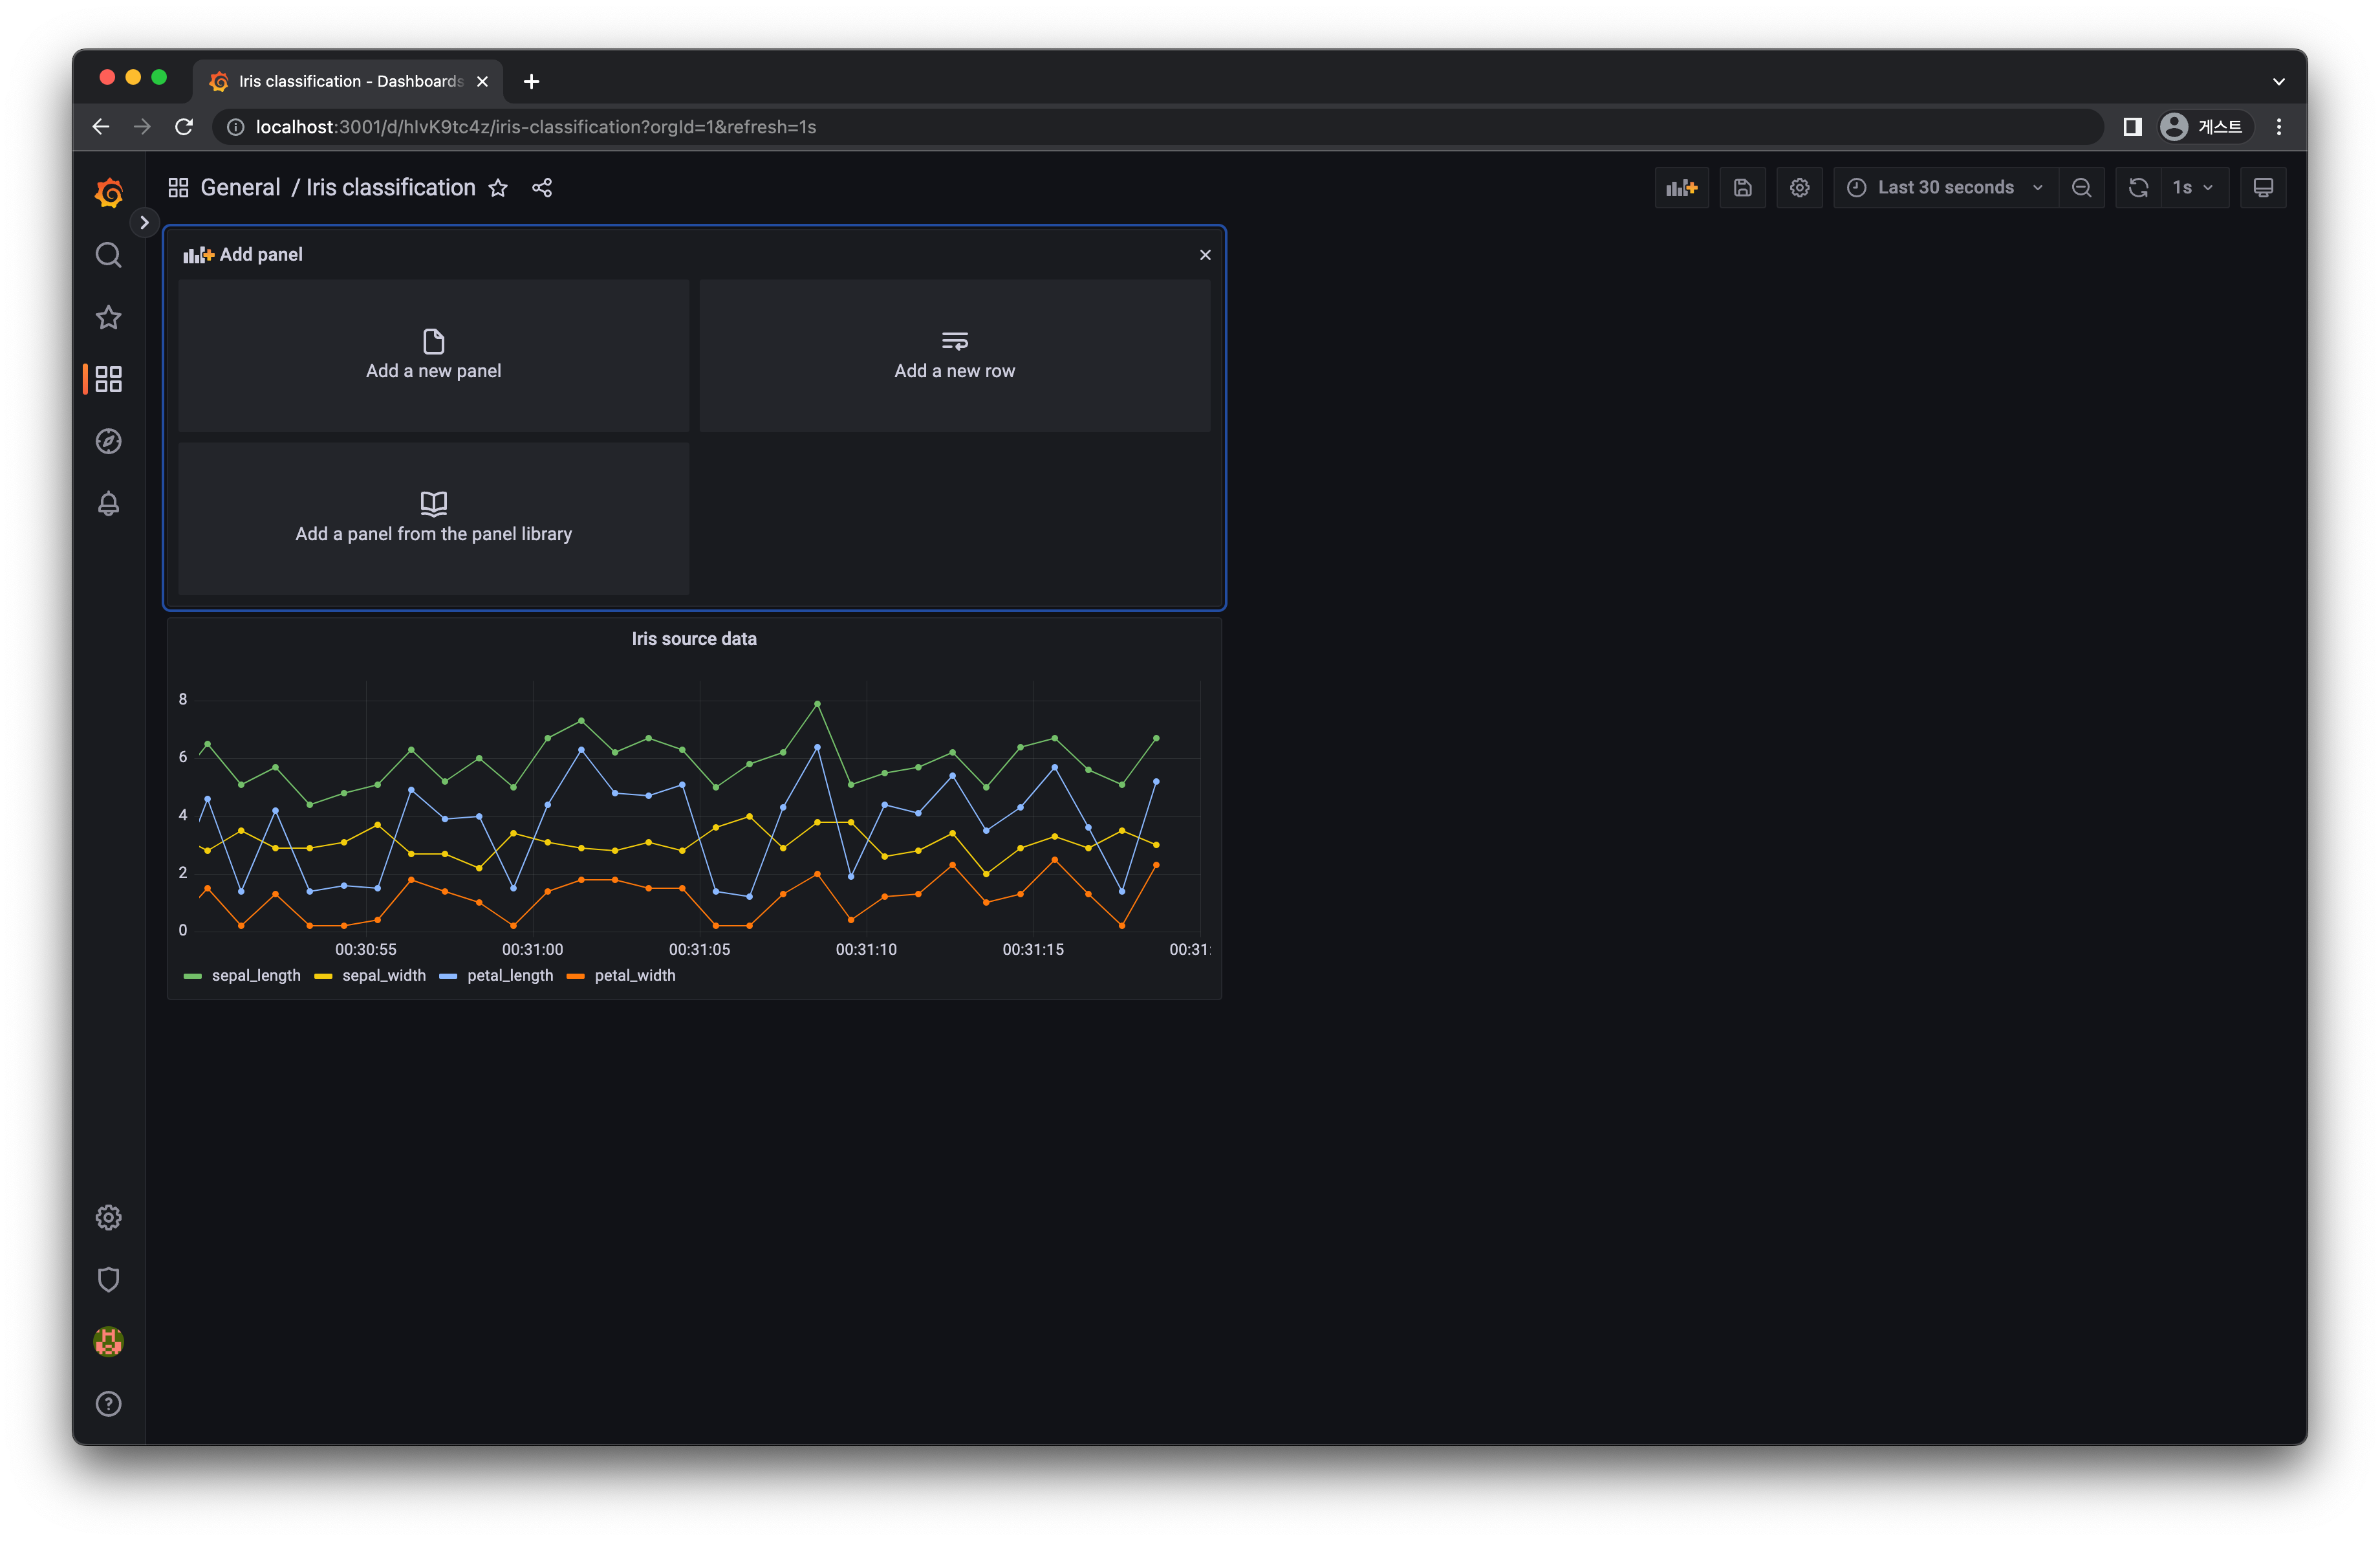 Iris classification - Dashboards
localhost:3001/d/hIvK9tc4z/iris-classification?orgId=1&refresh=1s
게스트
General / Iris classification
Last 30 seconds
1s
Add panel
Add a new panel
Add a new row
Add a panel from the panel library
Iris source data
8
6
4
2
0
00:30:55 00:31:00 00:31:05 00:31:10 00:31:15 00:31:
sepal_length sepal_width petal_length petal_width